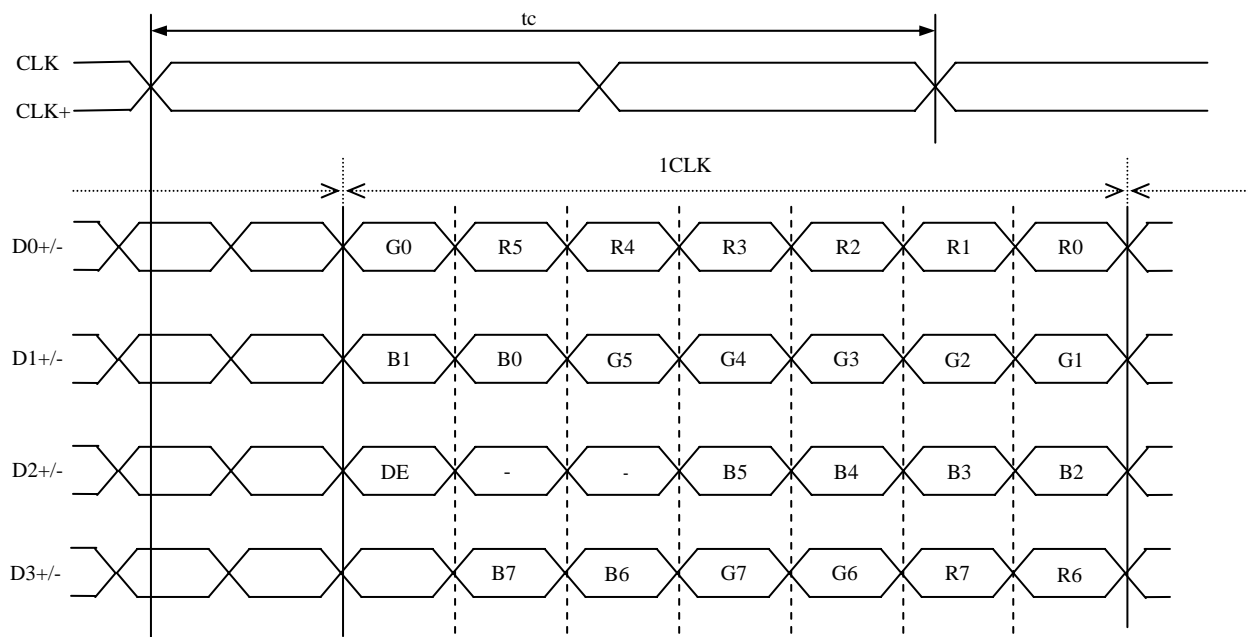 tc
CLK
CLK+
1CLK
D0+/- G0 R5 R4 R3 R2 R1 R0
D1+/- B1 B0 G5 G4 G3 G2 G1
D2+/- DE - - B5 B4 B3 B2
D3+/- B7 B6 G7 G6 R7 R6